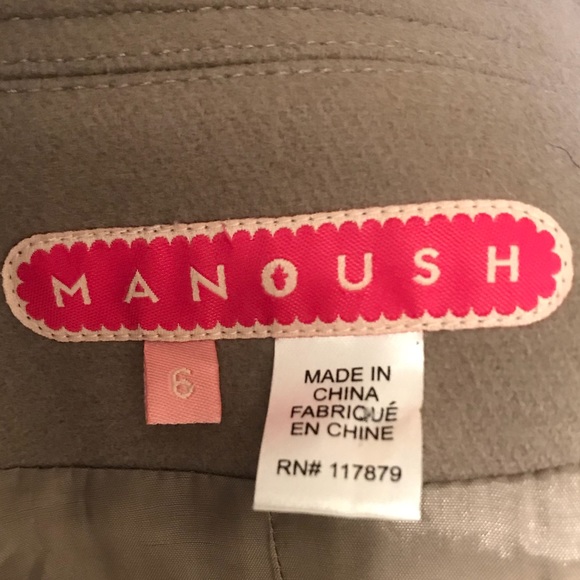 MANOUSH
6
MADE IN
CHINA
FABRIQUÉ
EN CHINE
RN# 117879